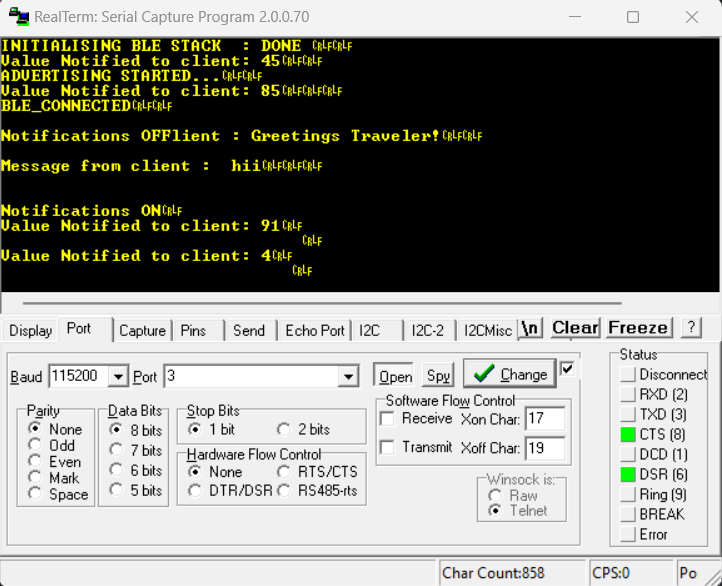 RealTerm: Serial Capture Program 2.0.0.70
INITIALISING BLE STACK  : DONE CRLFCRLF
Value Notified to client: 45CRLFCRLF
ADVERTISING STARTED...CRLFCRLF
Value Notified to client: 85CRLFCRLFCRLF
BLE_CONNECTEDCRLFCRLF
Notifications OFFlient : Greetings Traveler!CRLFCRLF
Message from client :  hiiCRLFCRLFCRLF
Notifications ONCRLF
Value Notified to client: 91CRLF
CRLF
Value Notified to client: 4CRLF
CRLF
Display Port Capture Pins Send Echo Port I2C I2C-2 I2CMisc \n Clear Freeze ?
Baud 115200 Port 3 Open Spy Change
Parity
None
Odd
Even
Mark
Space
Data Bits
8 bits
7 bits
6 bits
5 bits
Stop Bits
1 bit 2 bits
Hardware Flow Control
None RTS/CTS
DTR/DSR RS485-rts
Software Flow Control
Receive Xon Char: 17
Transmit Xoff Char: 19
Winsock is:
Raw
Telnet
Status
Disconnect
RXD (2)
TXD (3)
CTS (8)
DCD (1)
DSR (6)
Ring (9)
BREAK
Error
Char Count:858 CPS:0 Po